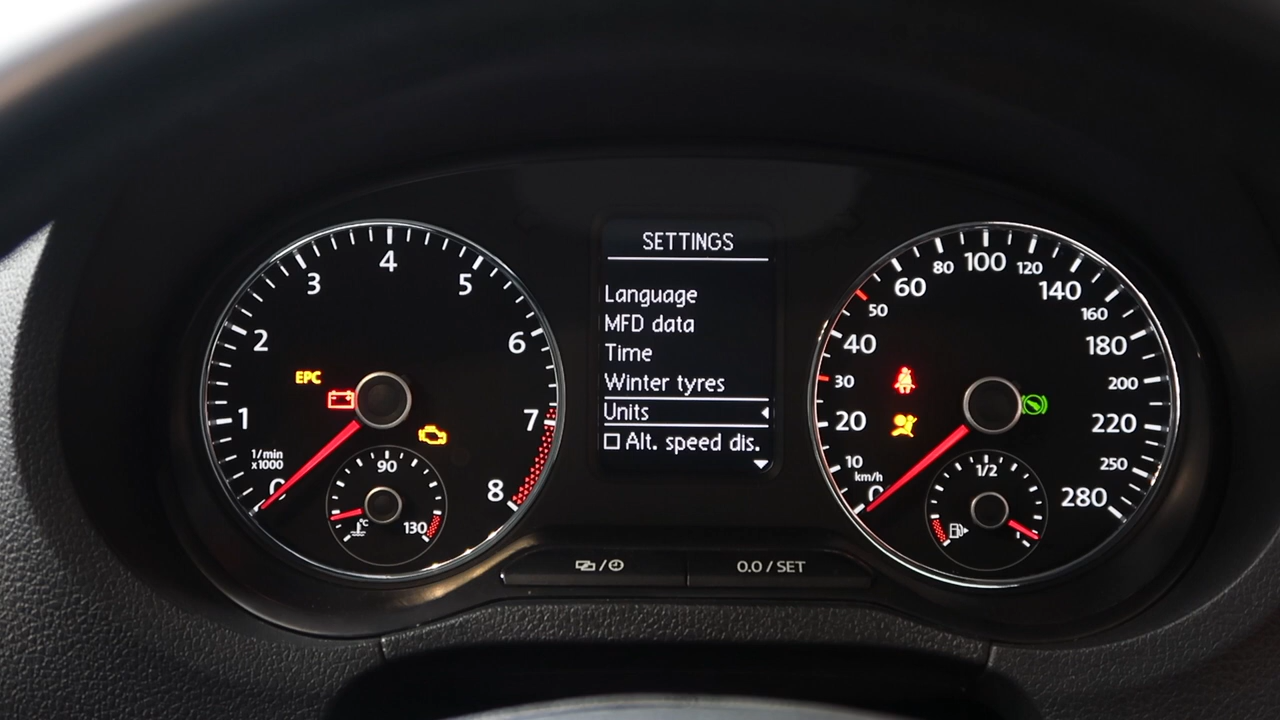 1/min
x1000
0
1
2
3
4
5
6
7
8
EPC
90
°C
130
SETTINGS
Language
MFD data
Time
Winter tyres
Units
Alt. speed dis.
0
10
20
30
40
50
60
80
100
120
140
160
180
200
220
250
280
km/h
1/2
1
/
0.0 / SET